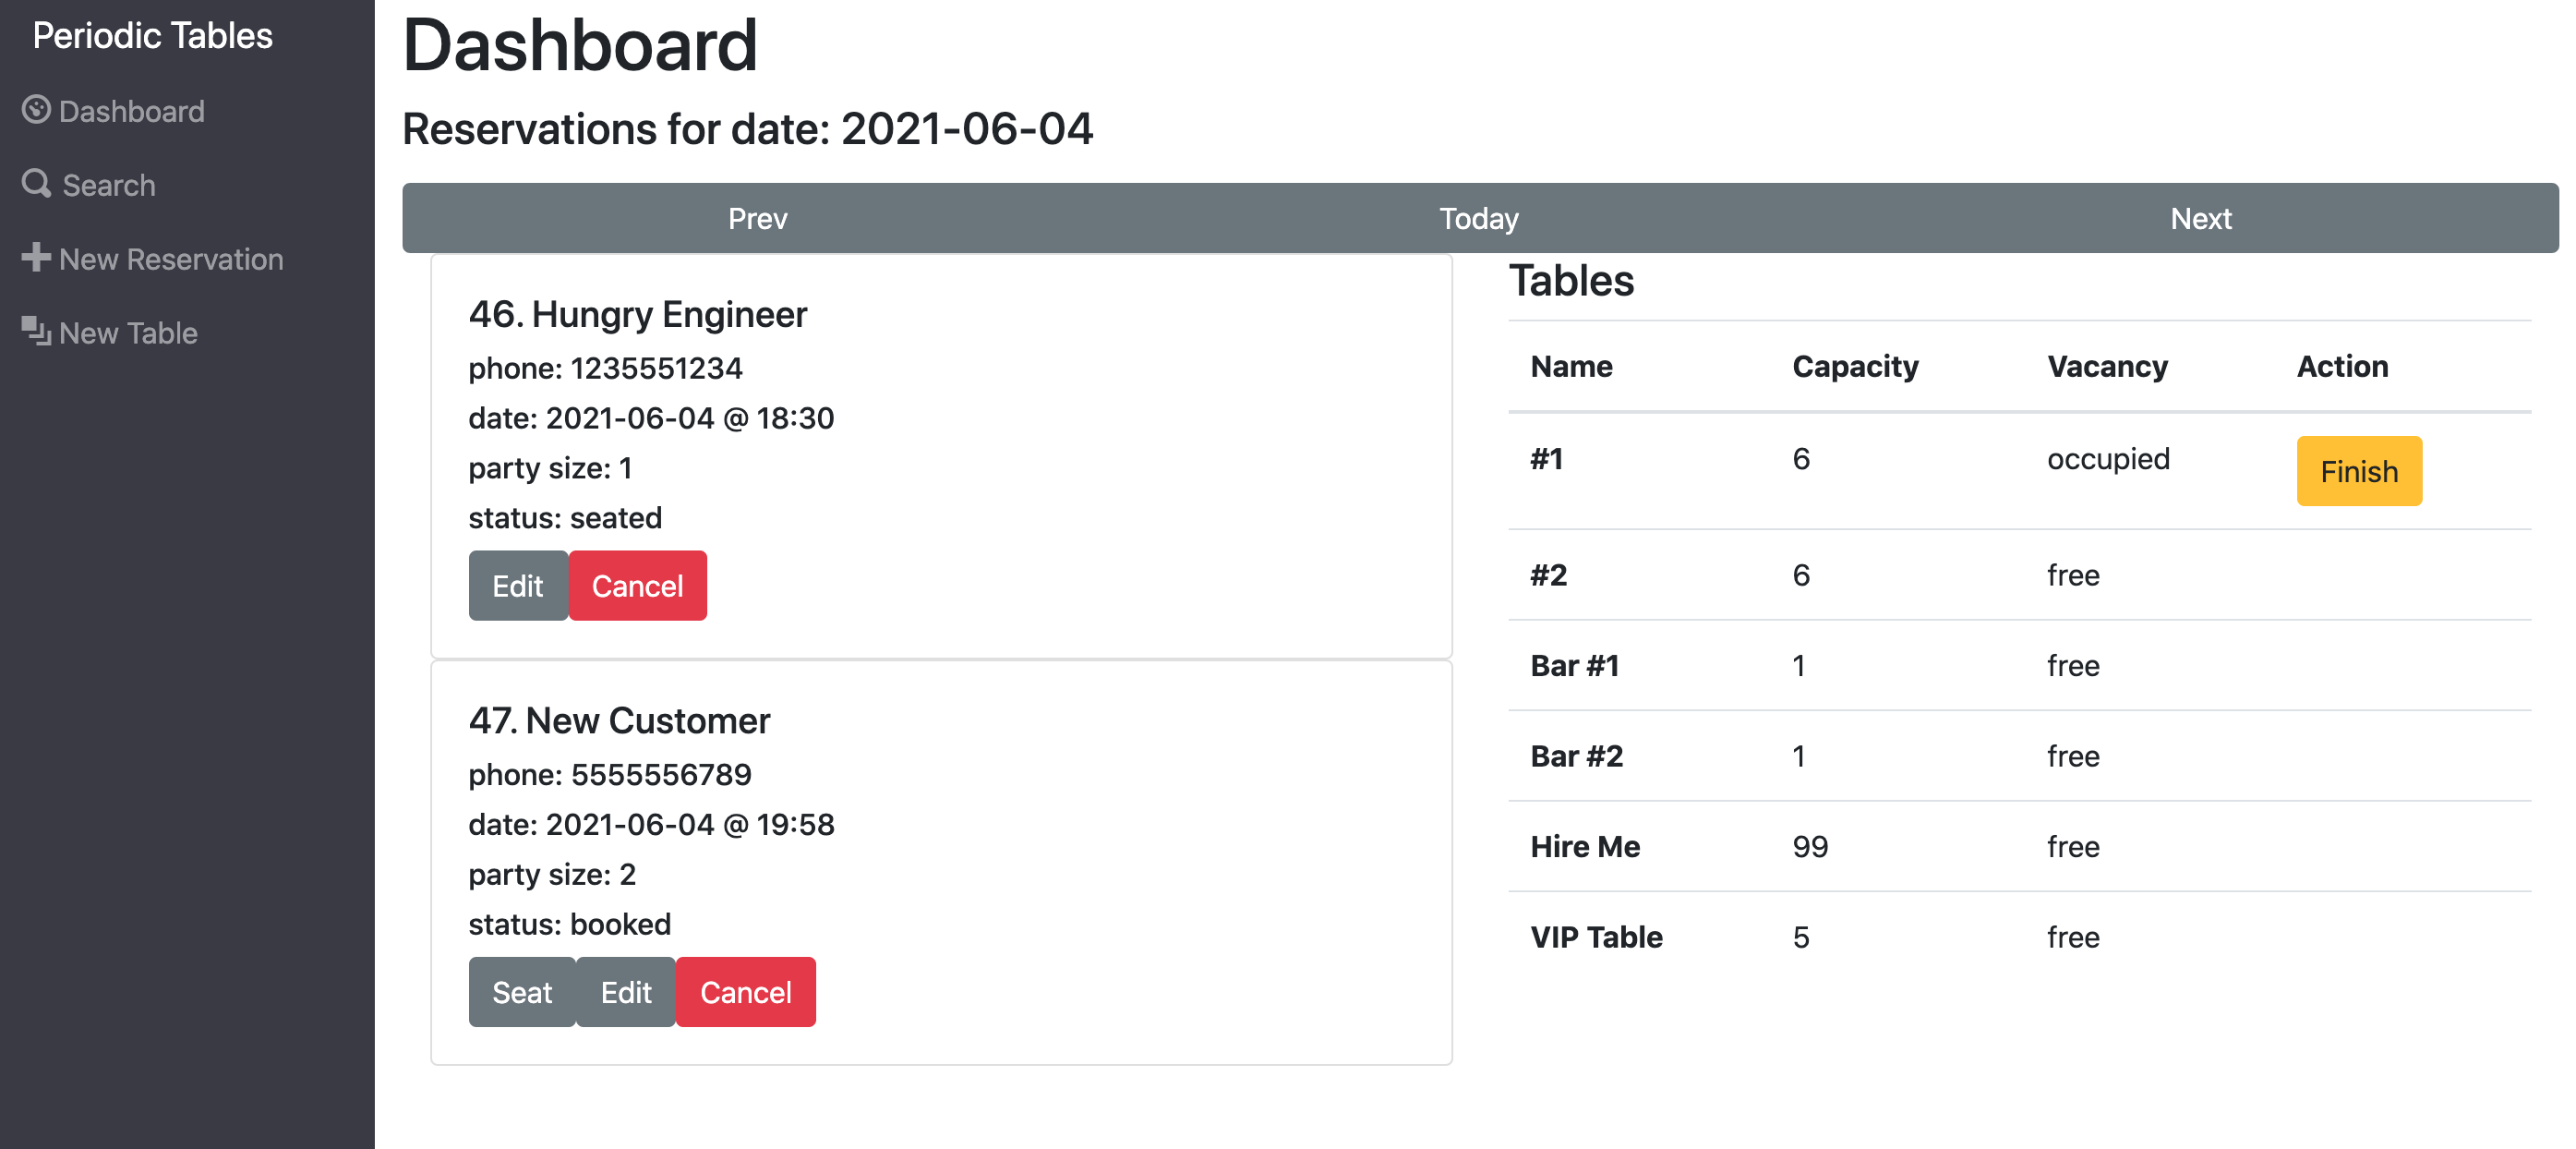 Periodic Tables
Dashboard
Search
New Reservation
New Table
Dashboard
Reservations for date: 2021-06-04
Prev Today Next
46. Hungry Engineer
phone: 1235551234
date: 2021-06-04 @ 18:30
party size: 1
status: seated
Edit Cancel
47. New Customer
phone: 5555556789
date: 2021-06-04 @ 19:58
party size: 2
status: booked
Seat Edit Cancel
Tables
Name Capacity Vacancy Action
#1 6 occupied Finish
#2 6 free
Bar #1 1 free
Bar #2 1 free
Hire Me 99 free
VIP Table 5 free